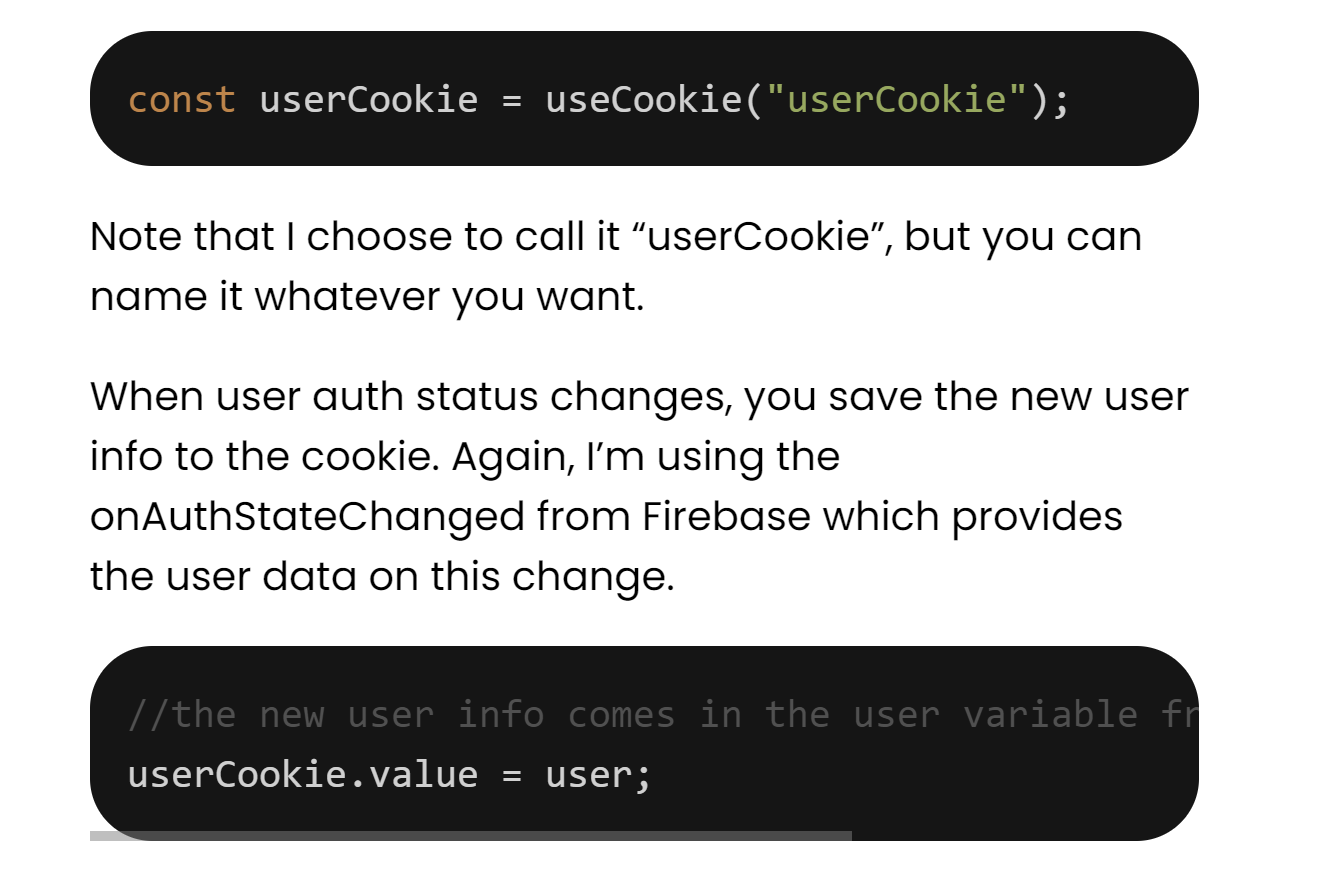 const userCookie = useCookie("userCookie");
Note that I choose to call it “userCookie”, but you can
name it whatever you want.
When user auth status changes, you save the new user
info to the cookie. Again, I’m using the
onAuthStateChanged from Firebase which provides
the user data on this change.
//the new user info comes in the user variable fr
userCookie.value = user;